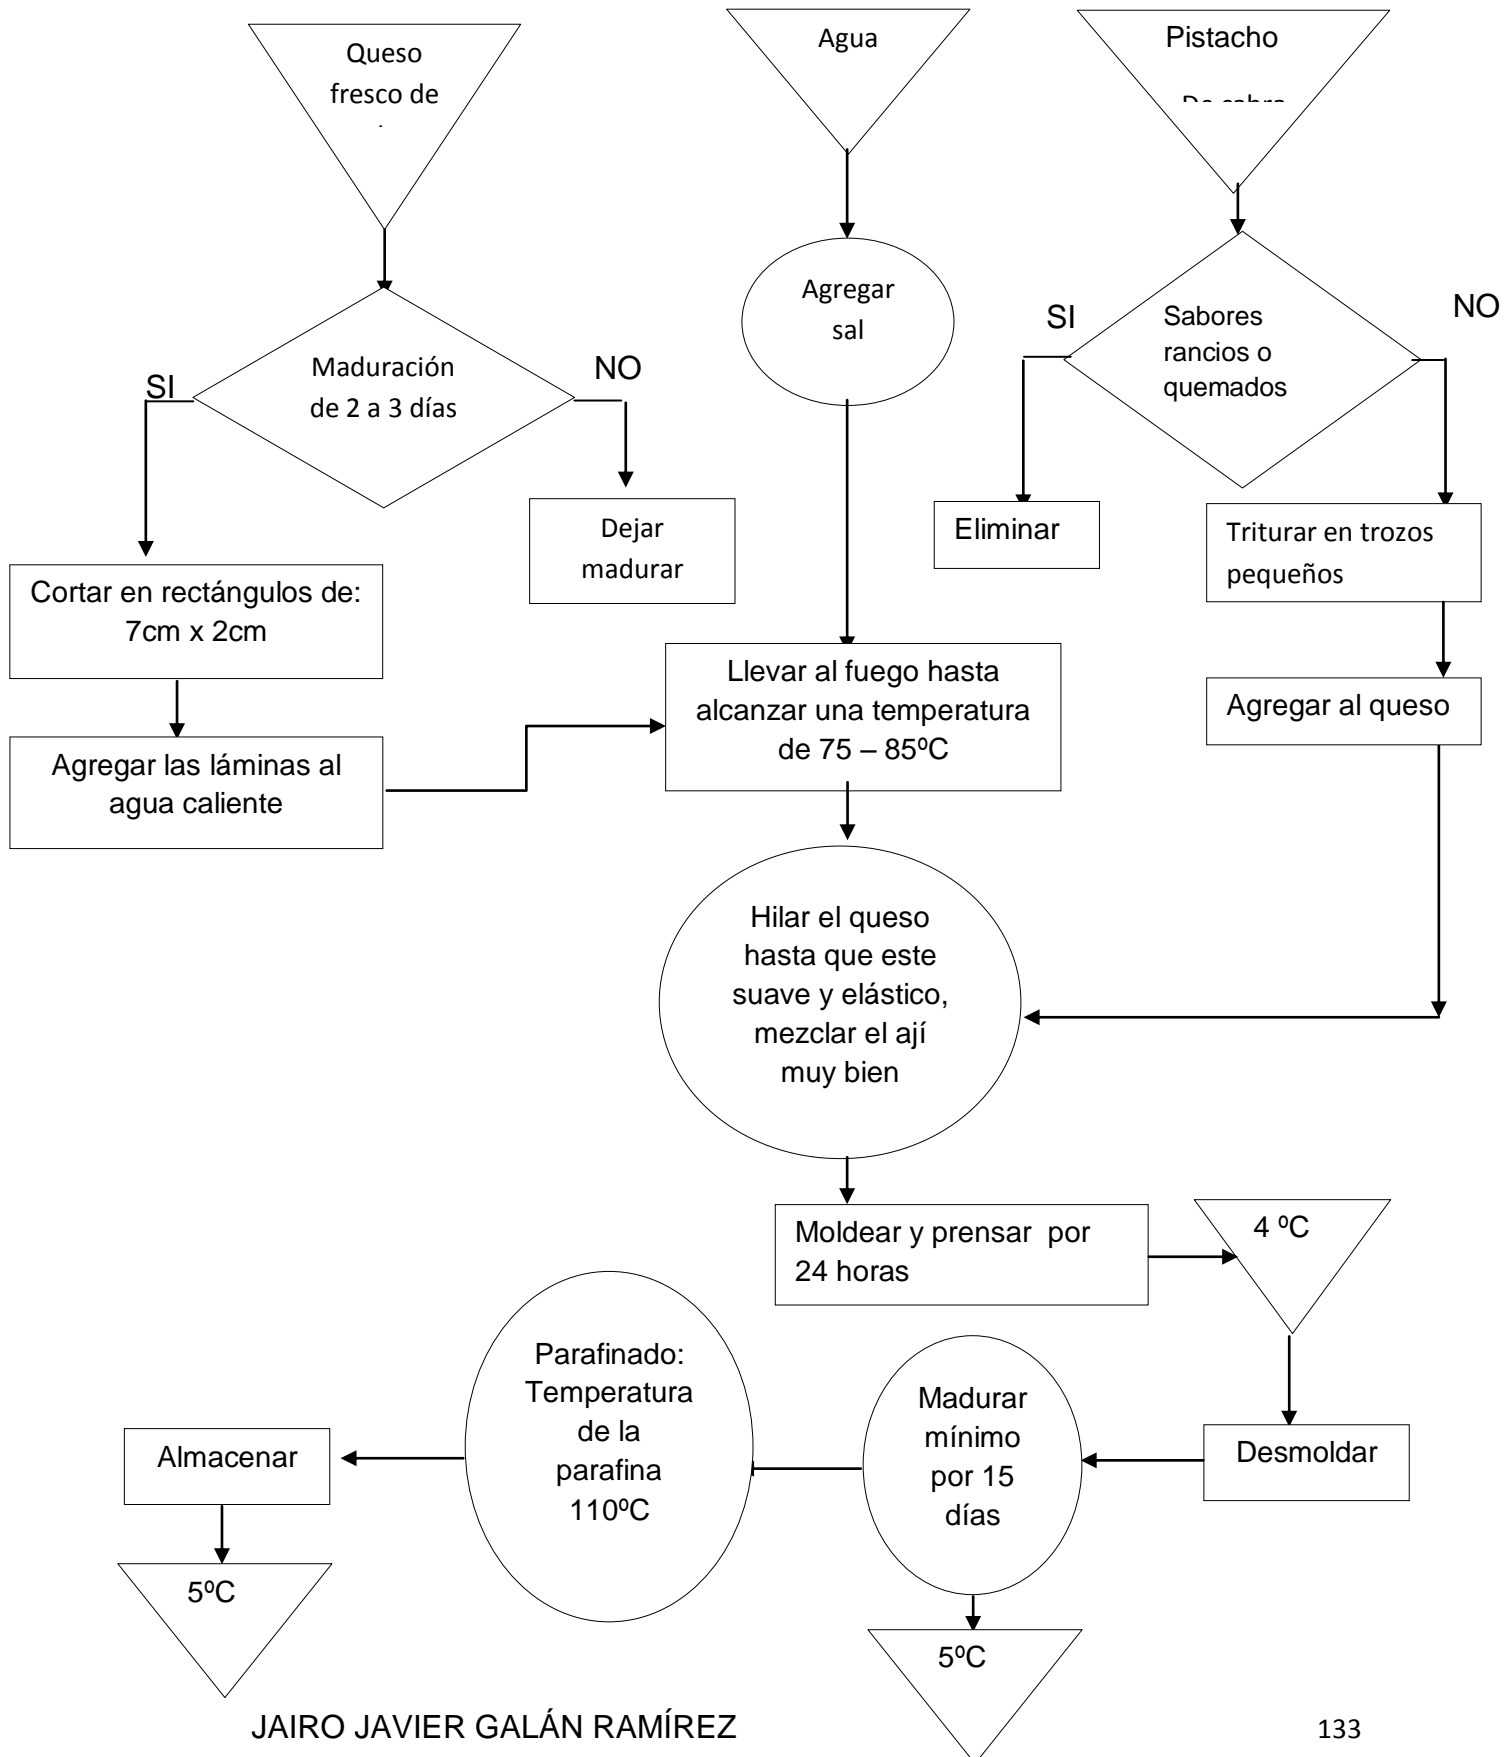 Queso
fresco de
Agua
Pistacho
De cabra
Agregar
sal
SI
NO
Sabores
rancios o
quemados
SI
NO
Maduración
de 2 a 3 días
Dejar
madurar
Eliminar
Triturar en trozos
pequeños
Cortar en rectángulos de:
7cm x 2cm
Llevar al fuego hasta
alcanzar una temperatura
de 75 – 85ºC
Agregar al queso
Agregar las láminas al
agua caliente
Hilar el queso
hasta que este
suave y elástico,
mezclar el ají
muy bien
Moldear y prensar por
24 horas
4 ºC
Desmoldar
Madurar
mínimo
por 15
días
5ºC
Parafinado:
Temperatura
de la
parafina
110ºC
Almacenar
5ºC
JAIRO JAVIER GALÁN RAMÍREZ
133